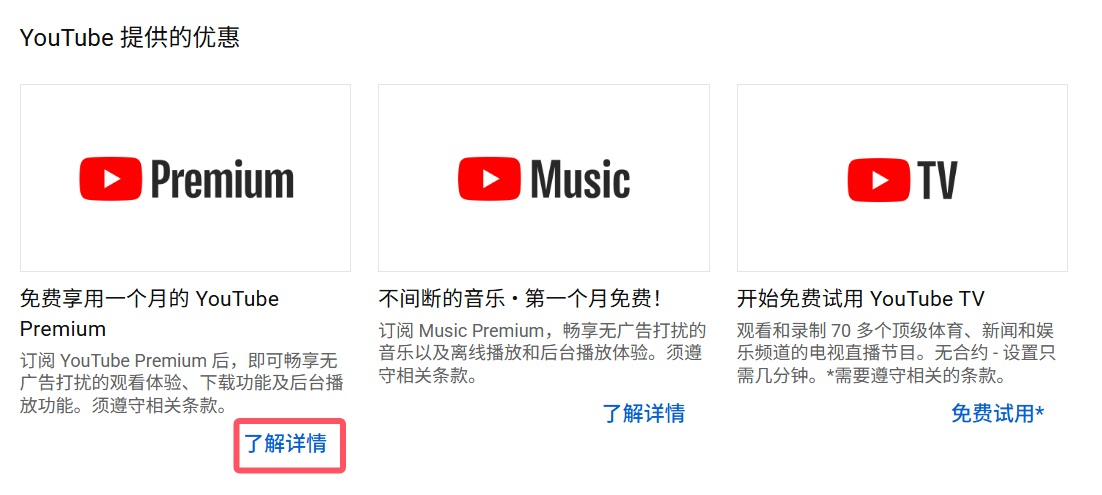 YouTube 提供的优惠
Premium
Music
TV
免费享用一个月的 YouTube
Premium
订阅 YouTube Premium 后，即可畅享无
广告打扰的观看体验、下载功能及后台播
放功能。须遵守相关条款。
了解详情
不间断的音乐 • 第一个月免费！
订阅 Music Premium，畅享无广告打扰的
音乐以及离线播放和后台播放体验。须遵
守相关条款。
了解详情
开始免费试用 YouTube TV
观看和录制 70 多个顶级体育、新闻和娱
乐频道的电视直播节目。无合约 - 设置只
需几分钟。*需要遵守相关的条款。
免费试用*